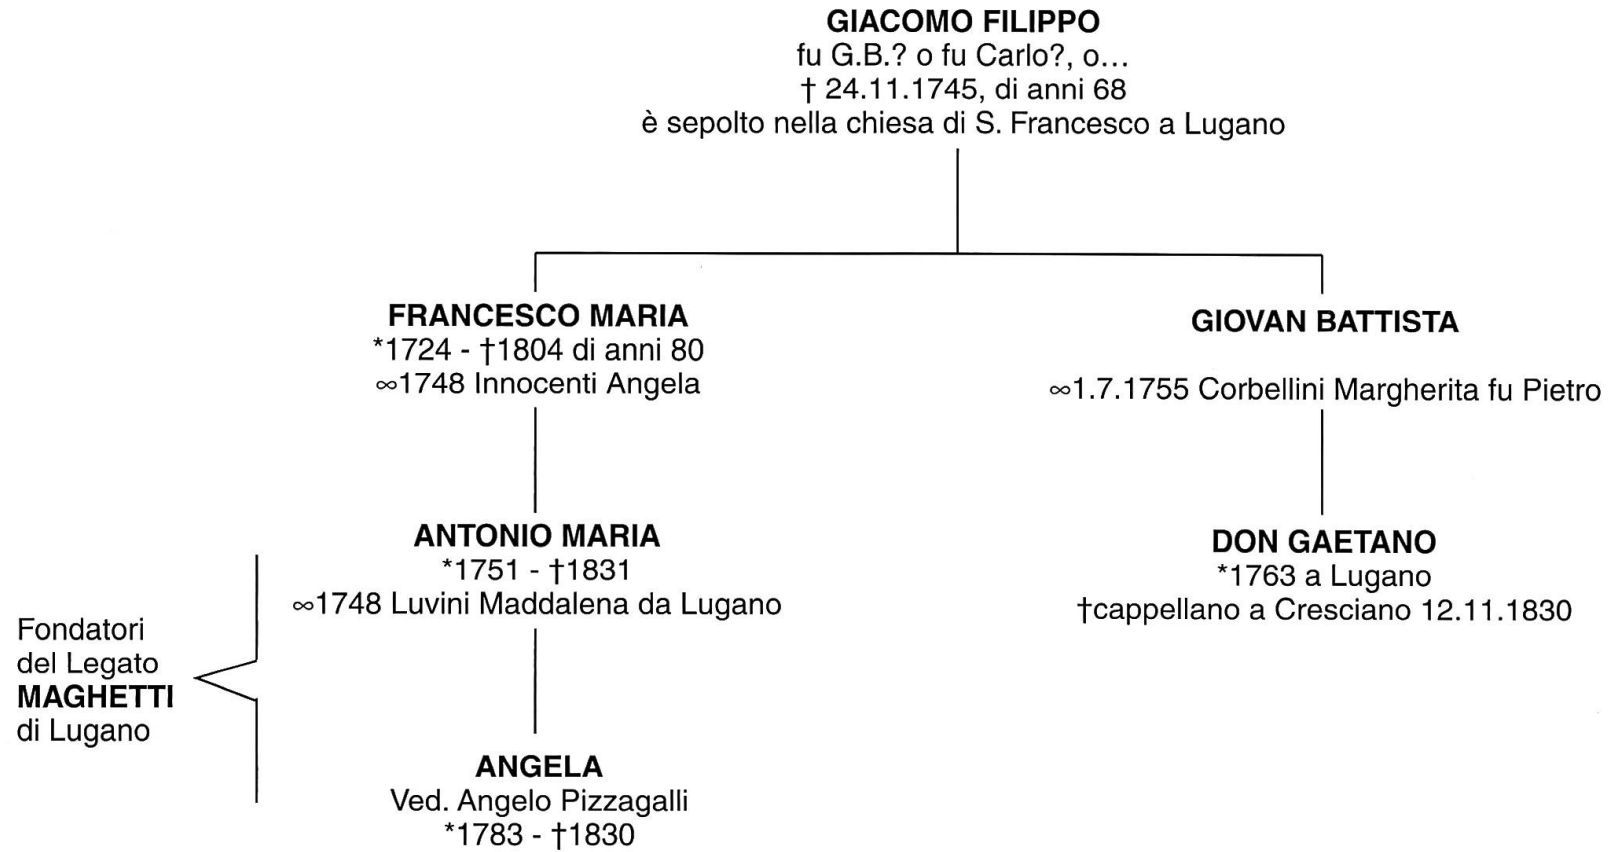 GIACOMO FILIPPO
fu G.B.? o fu Carlo?, o...
† 24.11.1745, di anni 68
è sepolto nella chiesa di S. Francesco a Lugano
FRANCESCO MARIA
*1724 - †1804 di anni 80
∞1748 Innocenti Angela
GIOVAN BATTISTA
∞1.7.1755 Corbellini Margherita fu Pietro
ANTONIO MARIA
*1751 - †1831
∞1748 Luvini Maddalena da Lugano
DON GAETANO
*1763 a Lugano
†cappellano a Cresciano 12.11.1830
Fondatori
del Legato
MAGHETTI
di Lugano
ANGELA
Ved. Angelo Pizzagalli
*1783 - †1830